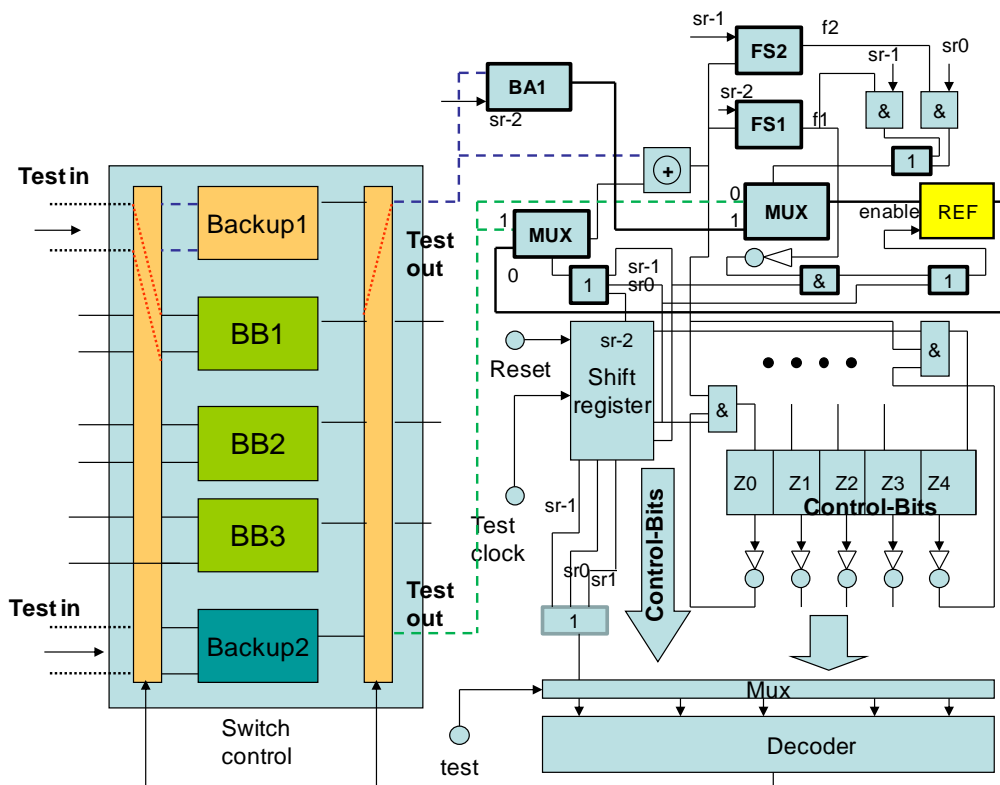 sr-1
f2
FS2
sr-1
sr0
BA1
sr-2
sr-2
FS1
f1
&
&
Test in
+
1
Backup1
0
1
MUX
enable
REF
1
MUX
0
Test
out
sr-1
sr0
1
&
1
BB1
sr-2
Reset
Shift
register
&
&
BB2
Z0
Z1
Z2
Z3
Z4
Control-Bits
BB3
Test
clock
sr-1
sr0
sr1
Control-Bits
Test in
Test
out
1
Backup2
Mux
Switch
control
test
Decoder